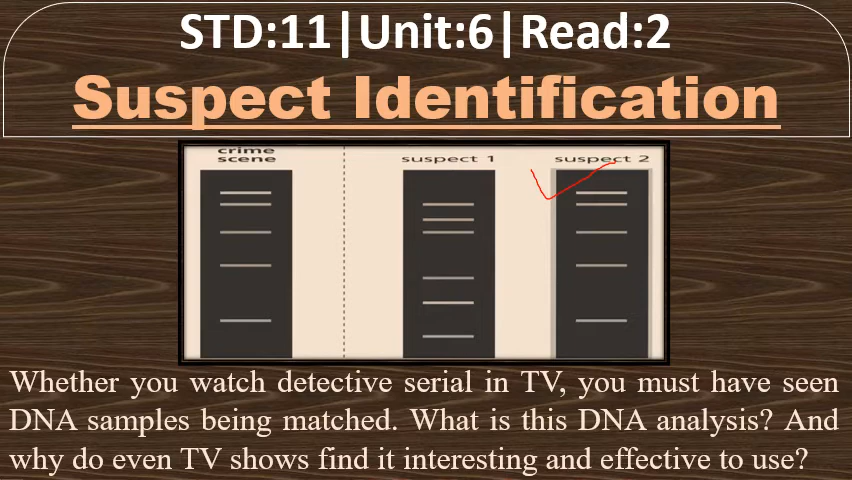 STD:11|Unit:6|Read:2
Suspect Identification
crime
scene
suspect 1
suspect 2
Whether you watch detective serial in TV, you must have seen
DNA samples being matched. What is this DNA analysis? And
why do even TV shows find it interesting and effective to use?